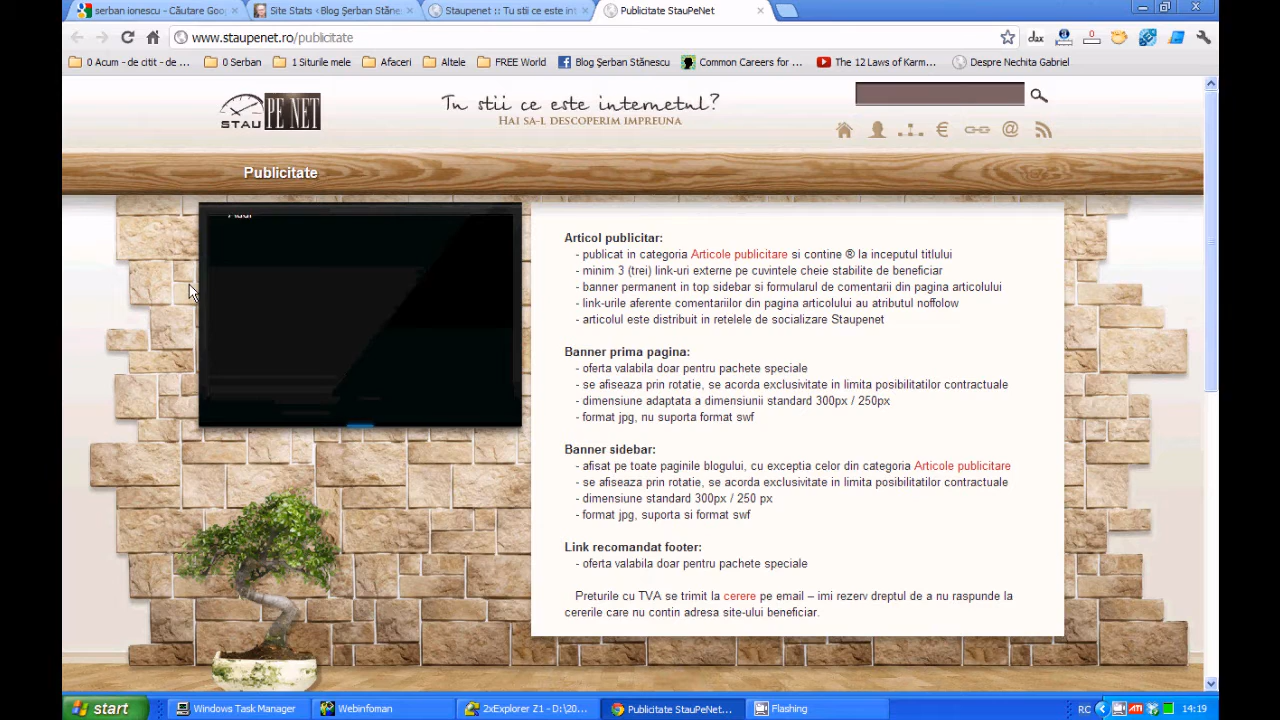 serban ionescu - Căutare Goo
Site Stats ‹ Blog Șerban Stăne
Staupenet :: Tu stii ce este int
Publicitate StauPeNet
www.staupenet.ro/publicitate
0 Acum - de citit - de ...
0 Serban
1 Siturile mele
Afaceri
Altele
FREE World
Blog Șerban Stănescu
Common Careers for ...
The 12 Laws of Karm...
Despre Nechita Gabriel
STAU PE NET
Tu stii ce este internetul?
HAI SA-L DESCOPERIM IMPREUNA
Publicitate
Articol publicitar:
- publicat in categoria Articole publicitare si contine ® la inceputul titlului
- minim 3 (trei) link-uri externe pe cuvintele cheie stabilite de beneficiar
- banner permanent in top sidebar si formularul de comentarii din pagina articolului
- link-urile aferente comentariilor din pagina articolului au atributul noffolow
- articolul este distribuit in retelele de socializare Staupenet
Banner prima pagina:
- oferta valabila doar pentru pachete speciale
- se afiseaza prin rotatie, se acorda exclusivitate in limita posibilitatilor contractuale
- dimensiune adaptata a dimensiunii standard 300px / 250px
- format jpg, nu suporta format swf
Banner sidebar:
- afisat pe toate paginile blogului, cu exceptia celor din categoria Articole publicitare
- se afiseaza prin rotatie, se acorda exclusivitate in limita posibilitatilor contractuale
- dimensiune standard 300px / 250 px
- format jpg, suporta si format swf
Link recomandat footer:
- oferta valabila doar pentru pachete speciale
Preturile cu TVA se trimit la cerere pe email – imi rezerv dreptul de a nu raspunde la
cererile care nu contin adresa site-ului beneficiar.
start
Windows Task Manager
Webinfoman
2xExplorer Z1 - D:\20...
Publicitate StauPeNet...
Flashing
RC
14:19